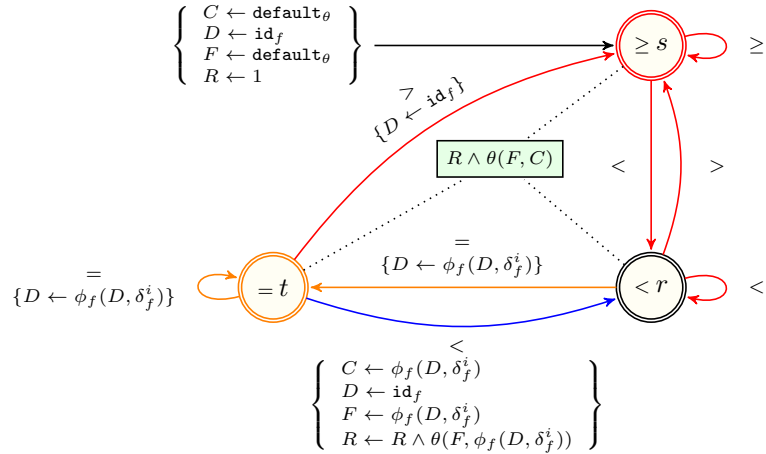 C ← default_θ
D ← id_f
F ← default_θ
R ← 1
≥ s
≥
>
{D ← id_f}
R ∧ θ(F, C)
<
>
=
{D ← ϕ_f(D, δ_f^i)}
=
{D ← ϕ_f(D, δ_f^i)}
= t
< r
<
<
C ← ϕ_f(D, δ_f^i)
D ← id_f
F ← ϕ_f(D, δ_f^i)
R ← R ∧ θ(F, ϕ_f(D, δ_f^i))